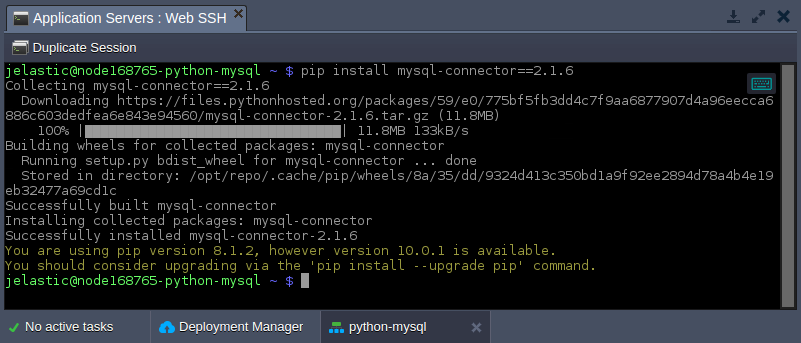 Application Servers : Web SSH
Duplicate Session
jelastic@node168765-python-mysql ~ $ pip install mysql-connector==2.1.6
Collecting mysql-connector==2.1.6
Downloading https://files.pythonhosted.org/packages/59/e0/775bf5fb3dd4c7f9aa6877907d4a96eecca6
886c603dedfea6e843e94560/mysql-connector-2.1.6.tar.gz (11.8MB)
100% |████████████████████████████████| 11.8MB 133kB/s
Building wheels for collected packages: mysql-connector
Running setup.py bdist_wheel for mysql-connector ... done
Stored in directory: /opt/repo/.cache/pip/wheels/8a/35/dd/9324d413c350bd1a9f92ee2894d78a4b4e19
eb32477a69cd1c
Successfully built mysql-connector
Installing collected packages: mysql-connector
Successfully installed mysql-connector-2.1.6
You are using pip version 8.1.2, however version 10.0.1 is available.
You should consider upgrading via the 'pip install --upgrade pip' command.
jelastic@node168765-python-mysql ~ $
No active tasks
Deployment Manager
python-mysql